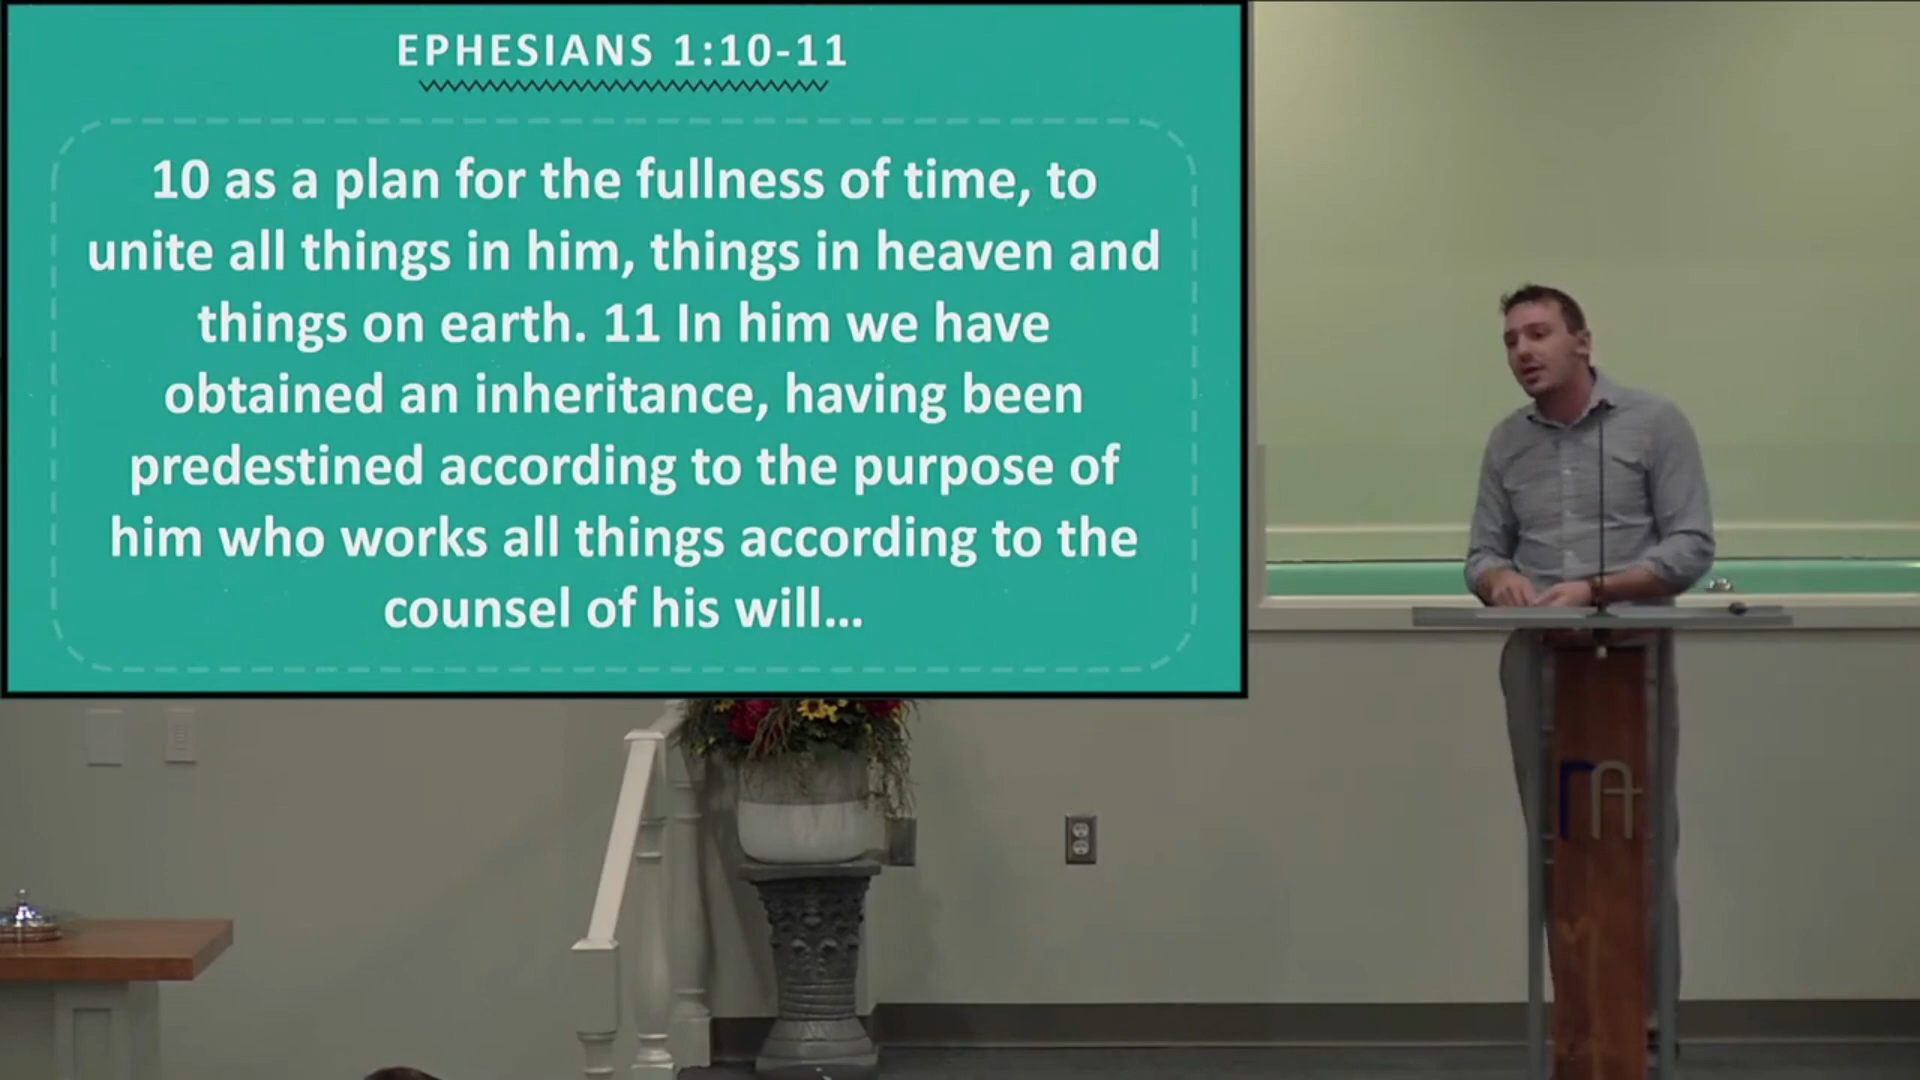 EPHESIANS 1:10-11
10 as a plan for the fullness of time, to
unite all things in him, things in heaven and
things on earth. 11 In him we have
obtained an inheritance, having been
predestined according to the purpose of
him who works all things according to the
counsel of his will...